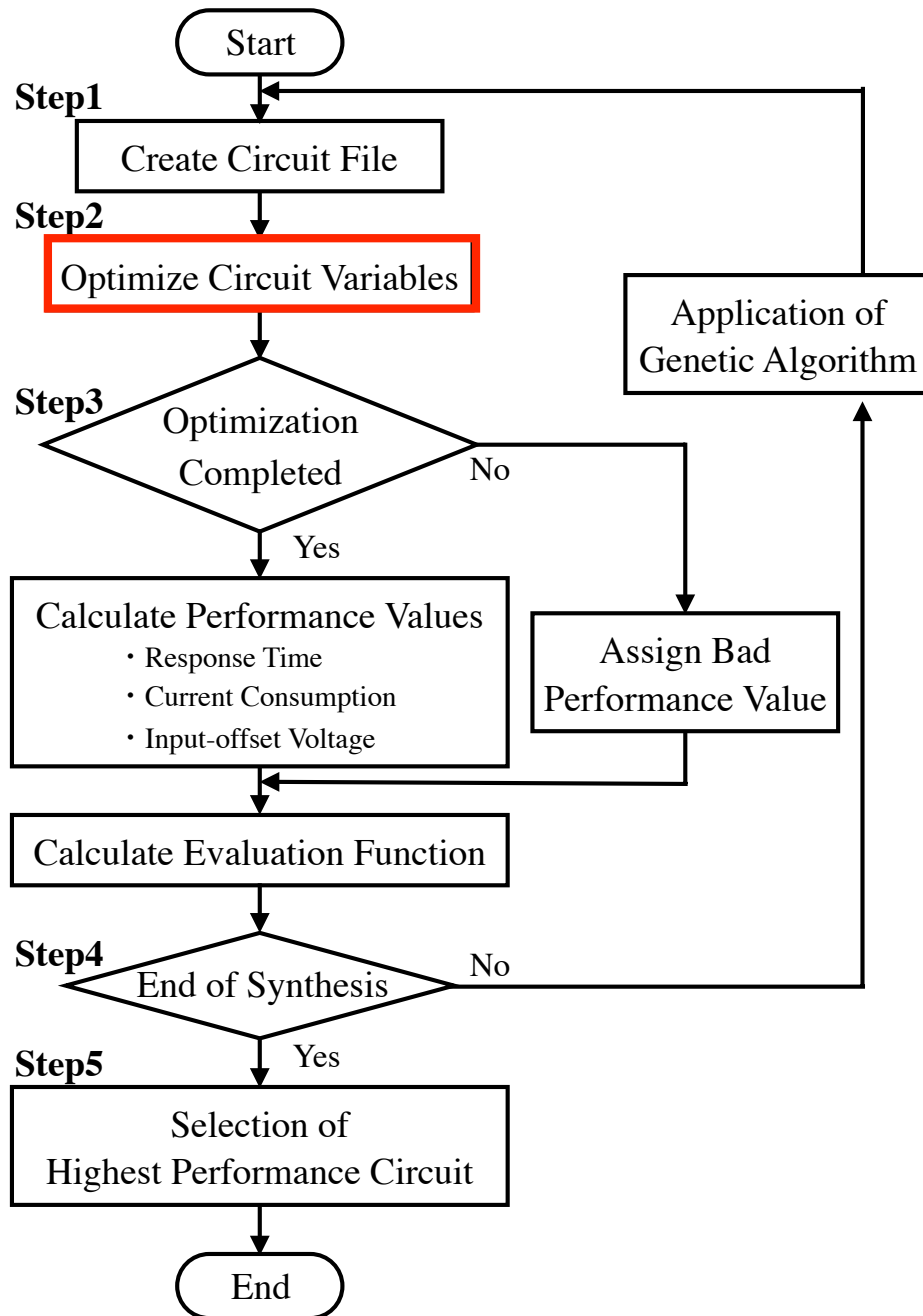 Start
Step1
Create Circuit File
Step2
Optimize Circuit Variables
Application of
Genetic Algorithm
Step3
Optimization
Completed
No
Yes
Calculate Performance Values
・Response Time
・Current Consumption
・Input-offset Voltage
Assign Bad
Performance Value
Calculate Evaluation Function
Step4
End of Synthesis
No
Yes
Step5
Selection of
Highest Performance Circuit
End